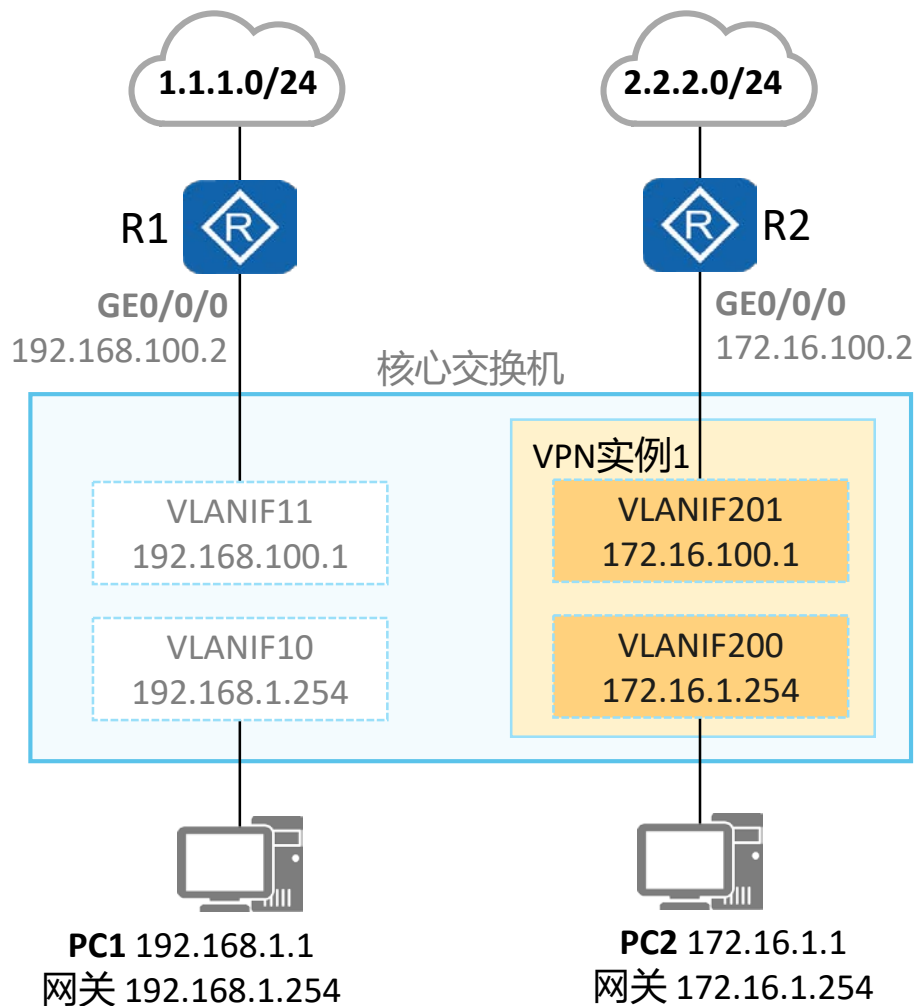 1.1.1.0/24
2.2.2.0/24
R1
R2
GE0/0/0
192.168.100.2
GE0/0/0
172.16.100.2
核心交换机
VPN实例1
VLANIF11
192.168.100.1
VLANIF201
172.16.100.1
VLANIF10
192.168.1.254
VLANIF200
172.16.1.254
PC1 192.168.1.1
网关 192.168.1.254
PC2 172.16.1.1
网关 172.16.1.254